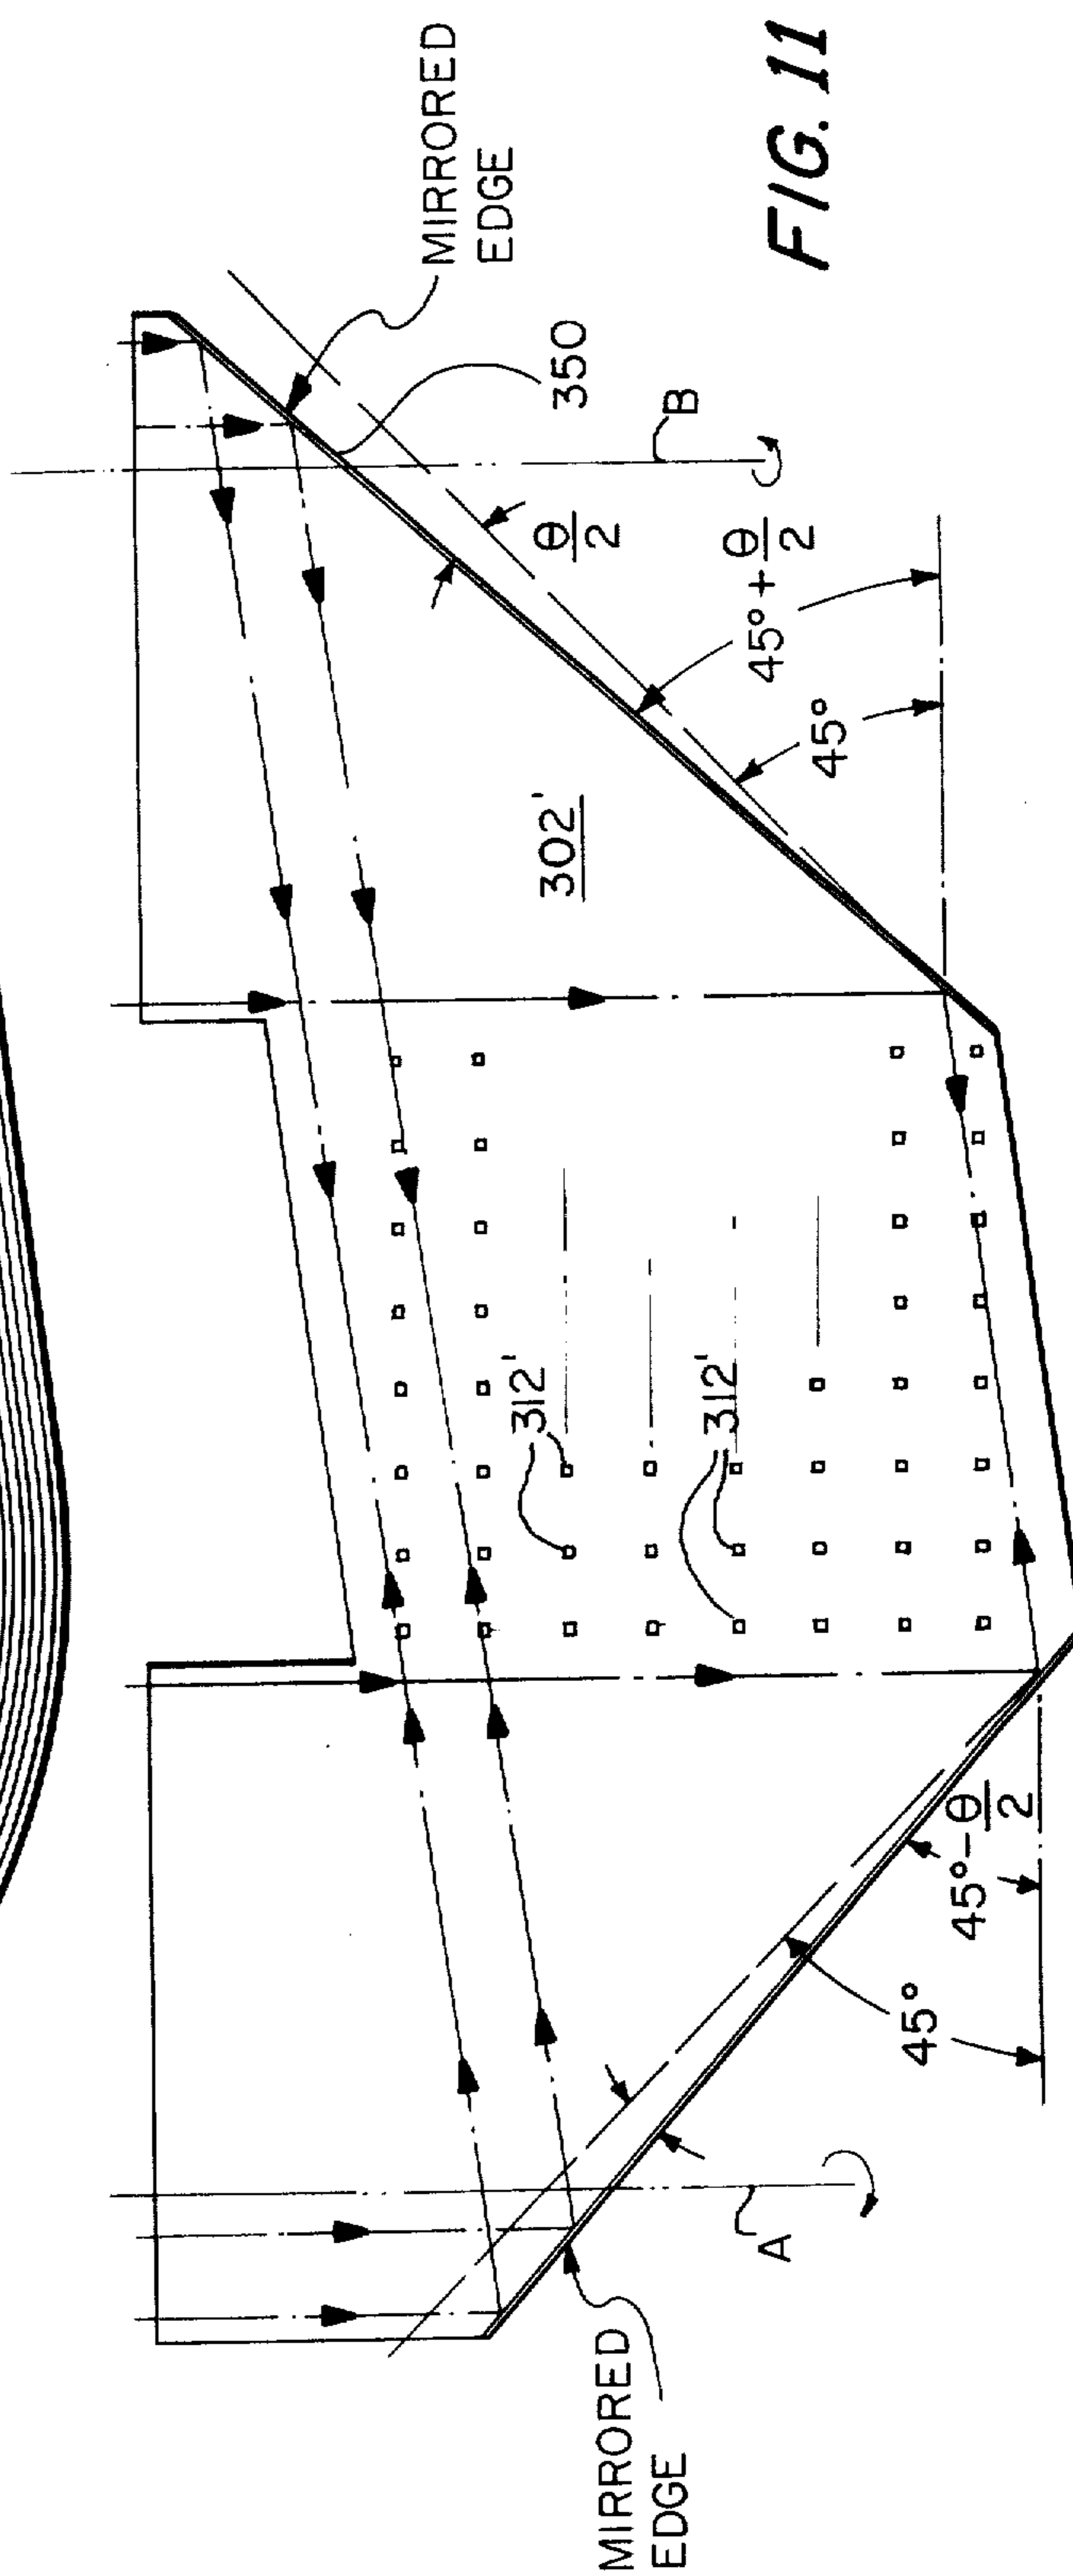 MIRRORED
EDGE
350
B
θ/2
45°+θ/2
45°
302'
312'
312'
45°-θ/2
45°
A
MIRRORED
EDGE
FIG. 11